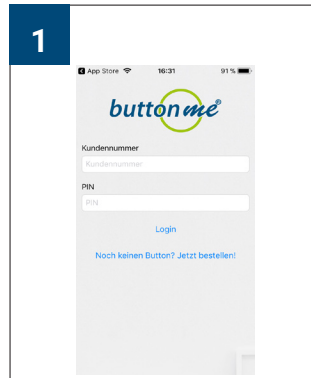 1
App Store 16:31 91 %
buttonme®
Kundennummer
Kundennummer
PIN
PIN
Login
Noch keinen Button? Jetzt bestellen!